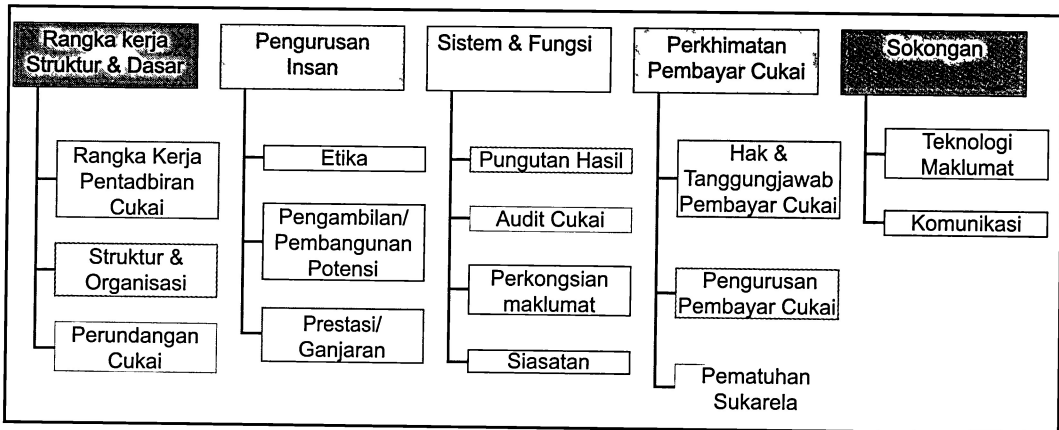 Rangka kerja
Struktur & Dasar
Rangka Kerja
Pentadbiran
Cukai
Struktur &
Organisasi
Perundangan
Cukai
Pengurusan
Insan
Etika
Pengambilan/
Pembangunan
Potensi
Prestasi/
Ganjaran
Sistem & Fungsi
Pungutan Hasil
Audit Cukai
Perkongsian
maklumat
Siasatan
Perkhimatan
Pembayar Cukai
Hak &
Tanggungjawab
Pembayar Cukai
Pengurusan
Pembayar Cukai
Pematuhan
Sukarela
Sokongan
Teknologi
Maklumat
Komunikasi